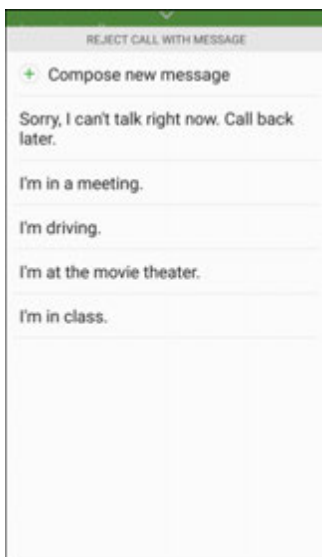 REJECT CALL WITH MESSAGE
+ Compose new message
Sorry, I can't talk right now. Call back
later.
I'm in a meeting.
I'm driving.
I'm at the movie theater.
I'm in class.